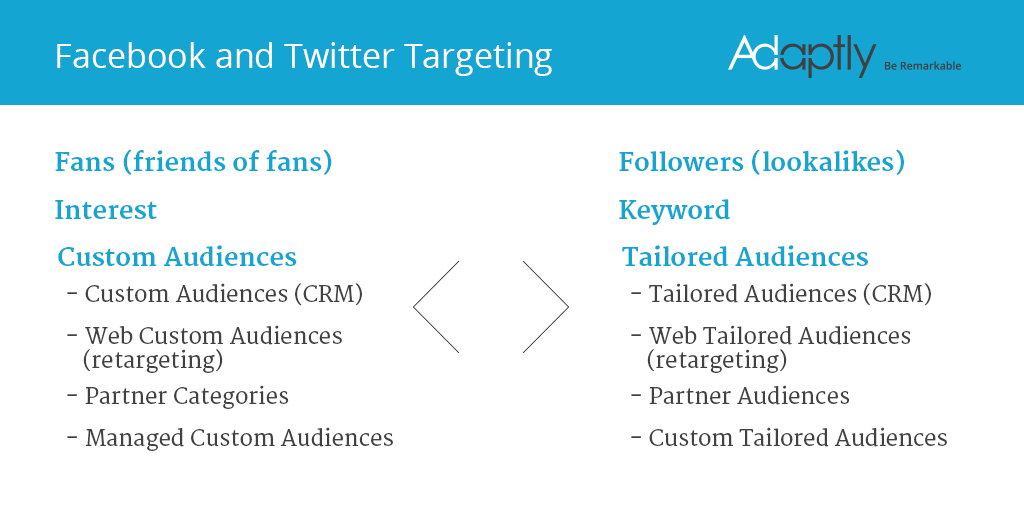 Facebook and Twitter Targeting
Adaptly Be Remarkable
Fans (friends of fans)
Interest
Custom Audiences
- Custom Audiences (CRM)
- Web Custom Audiences
(retargeting)
- Partner Categories
- Managed Custom Audiences
Followers (lookalikes)
Keyword
Tailored Audiences
- Tailored Audiences (CRM)
- Web Tailored Audiences
(retargeting)
- Partner Audiences
- Custom Tailored Audiences